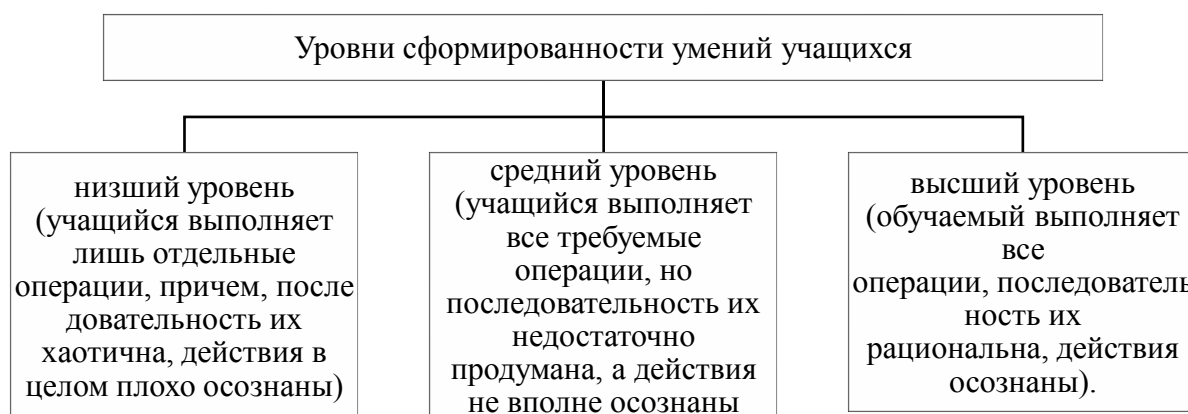 Уровни сформированности умений учащихся
низший уровень
(учащийся выполняет
лишь отдельные
операции, причем, после
довательность их
хаотична, действия в
целом плохо осознаны)
средний уровень
(учащийся выполняет
все требуемые
операции, но
последовательность их
недостаточно
продумана, а действия
не вполне осознаны
высший уровень
(обучаемый выполняет
все
операции, последователь
ность их
рациональна, действия
осознаны).